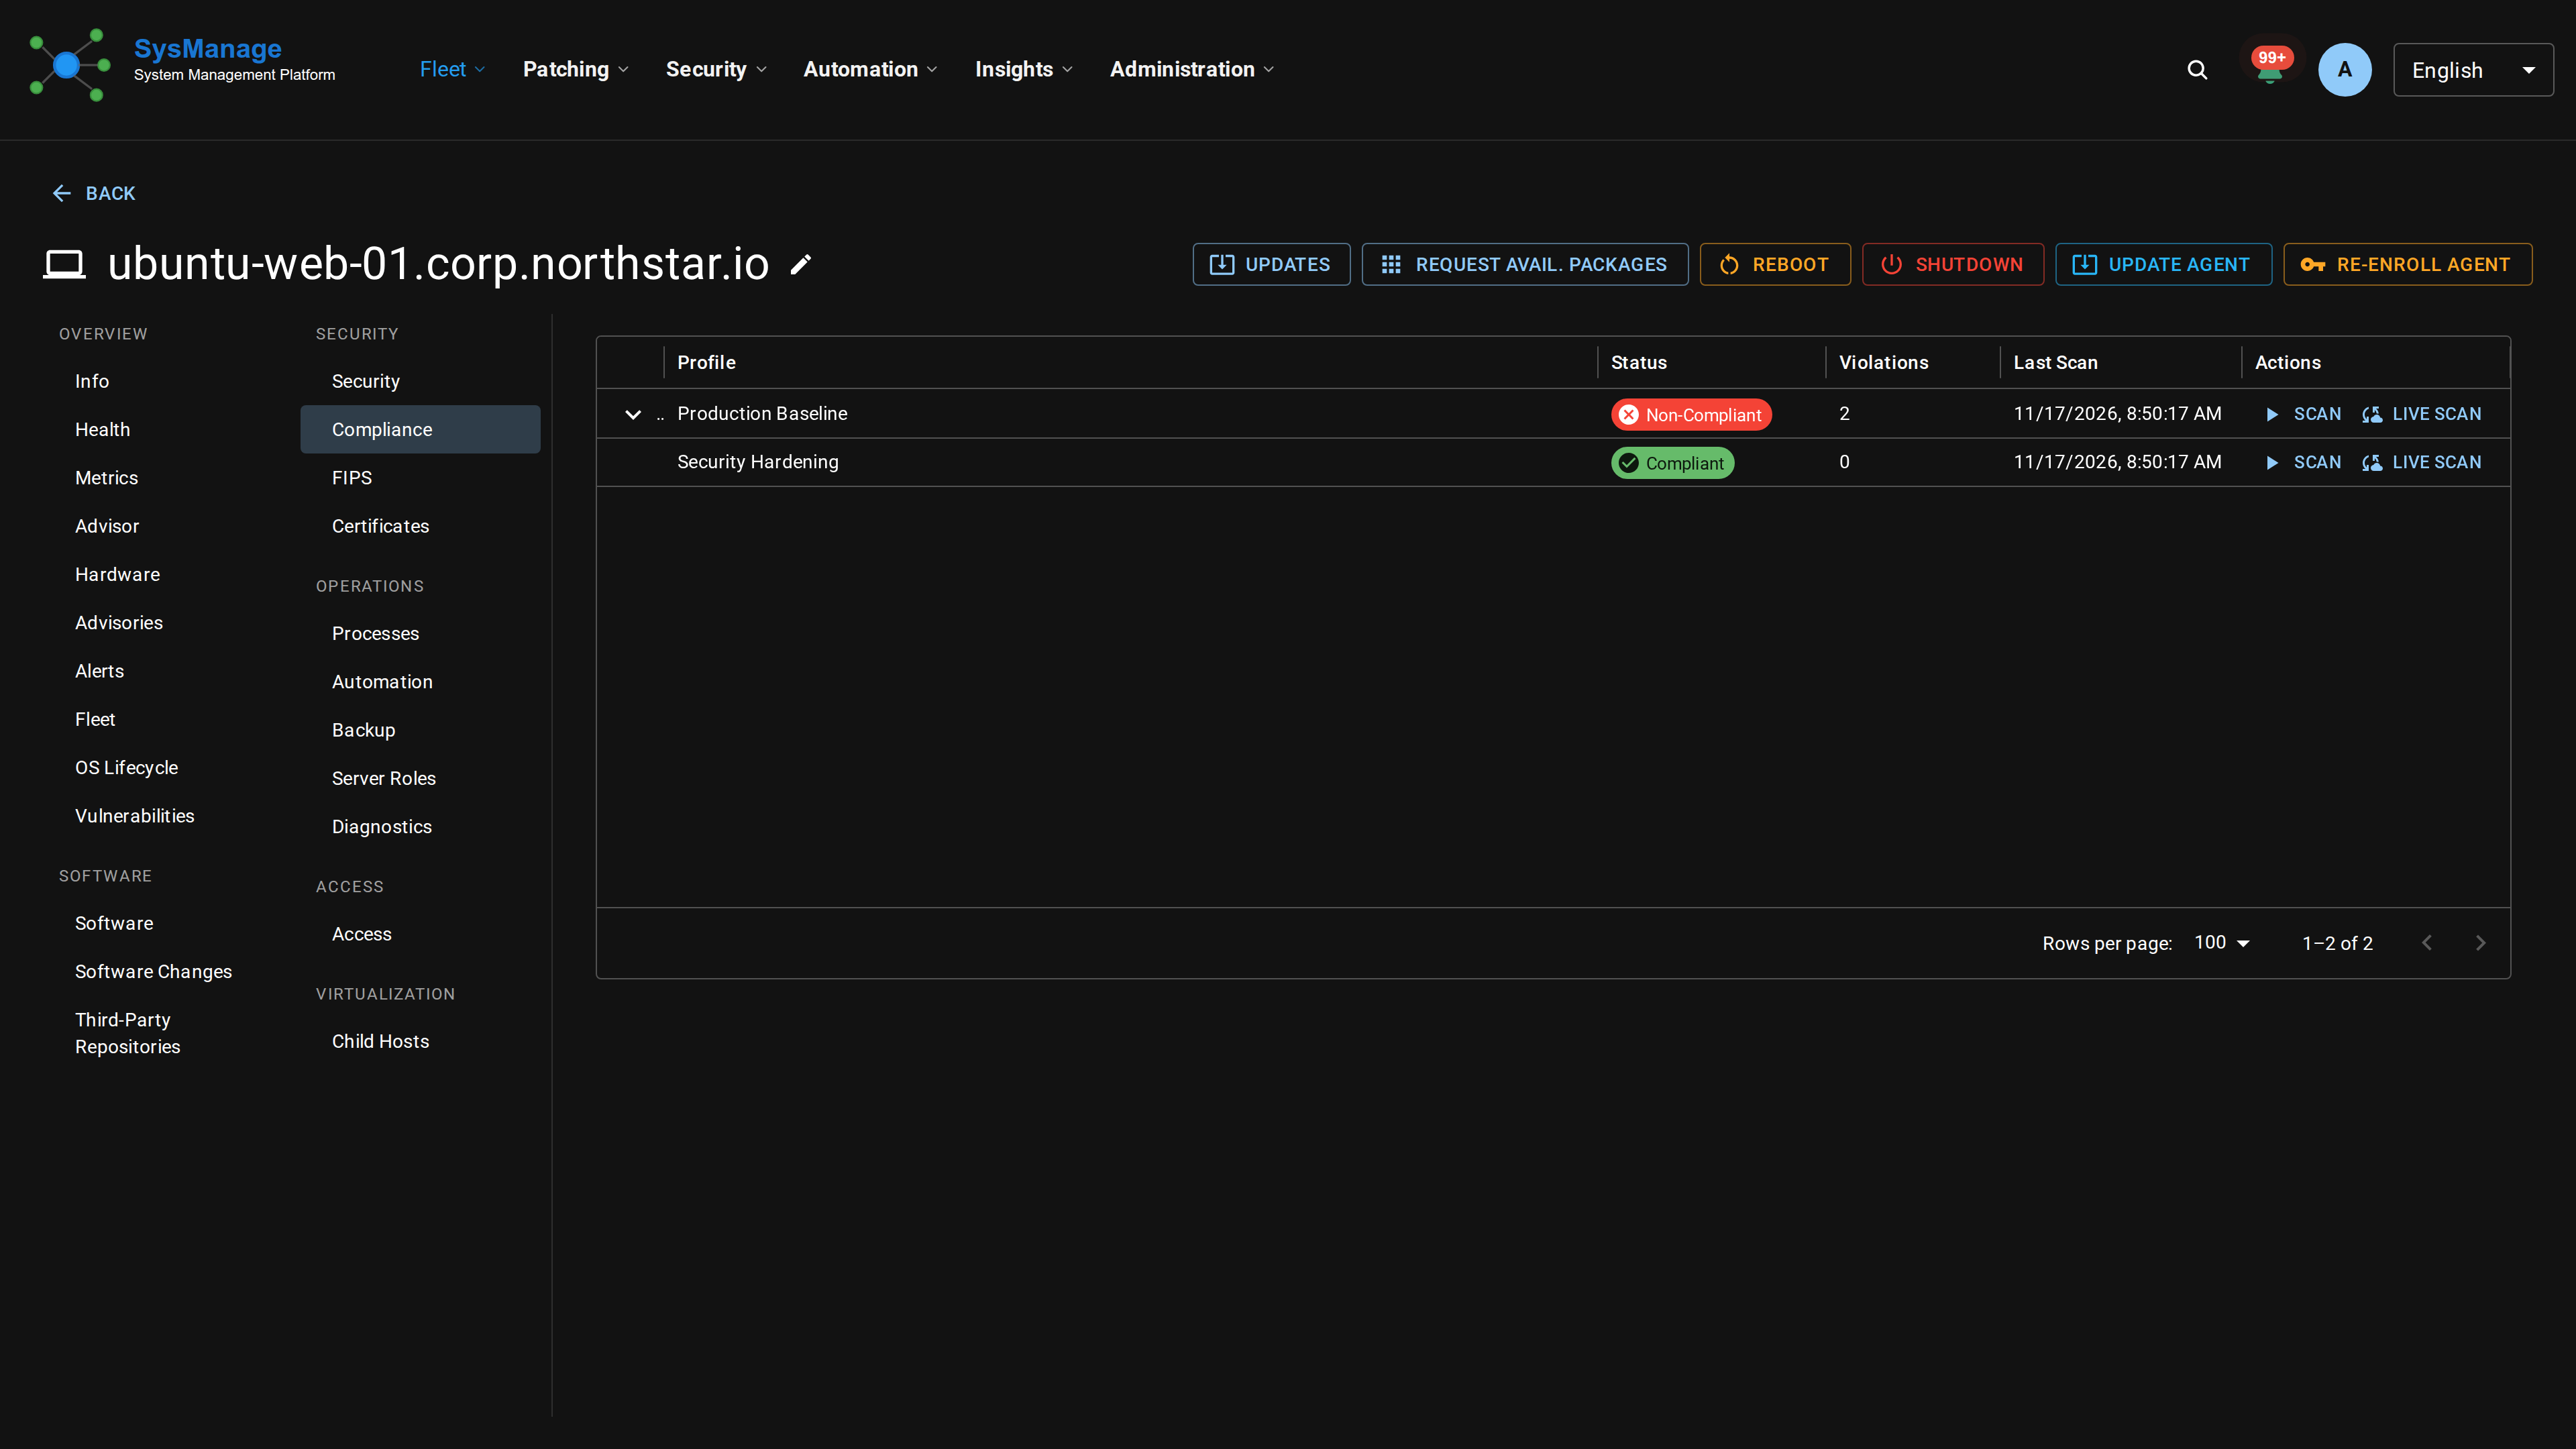 SysManage
System Management Platform
Fleet
Patching
Security
Automation
Insights
Administration
99+
A
English
BACK
ubuntu-web-01.corp.northstar.io
UPDATES
REQUEST AVAIL. PACKAGES
REBOOT
SHUTDOWN
UPDATE AGENT
RE-ENROLL AGENT
OVERVIEW
Info
Health
Metrics
Advisor
Hardware
Advisories
Alerts
Fleet
OS Lifecycle
Vulnerabilities
SOFTWARE
Software
Software Changes
Third-Party
Repositories
SECURITY
Security
Compliance
FIPS
Certificates
OPERATIONS
Processes
Automation
Backup
Server Roles
Diagnostics
ACCESS
Access
VIRTUALIZATION
Child Hosts
Profile Status Violations Last Scan Actions
.. Production Baseline Non-Compliant 2 11/17/2026, 8:50:17 AM SCAN LIVE SCAN
Security Hardening Compliant 0 11/17/2026, 8:50:17 AM SCAN LIVE SCAN
Rows per page: 100 1–2 of 2